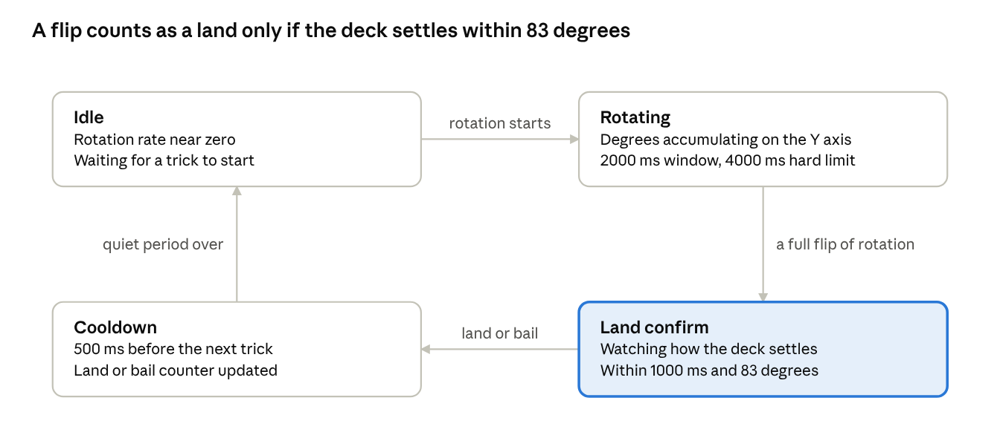 A flip counts as a land only if the deck settles within 83 degrees
Idle
Rotation rate near zero
Waiting for a trick to start
rotation starts
Rotating
Degrees accumulating on the Y axis
2000 ms window, 4000 ms hard limit
quiet period over
a full flip of rotation
Cooldown
500 ms before the next trick
Land or bail counter updated
land or bail
Land confirm
Watching how the deck settles
Within 1000 ms and 83 degrees